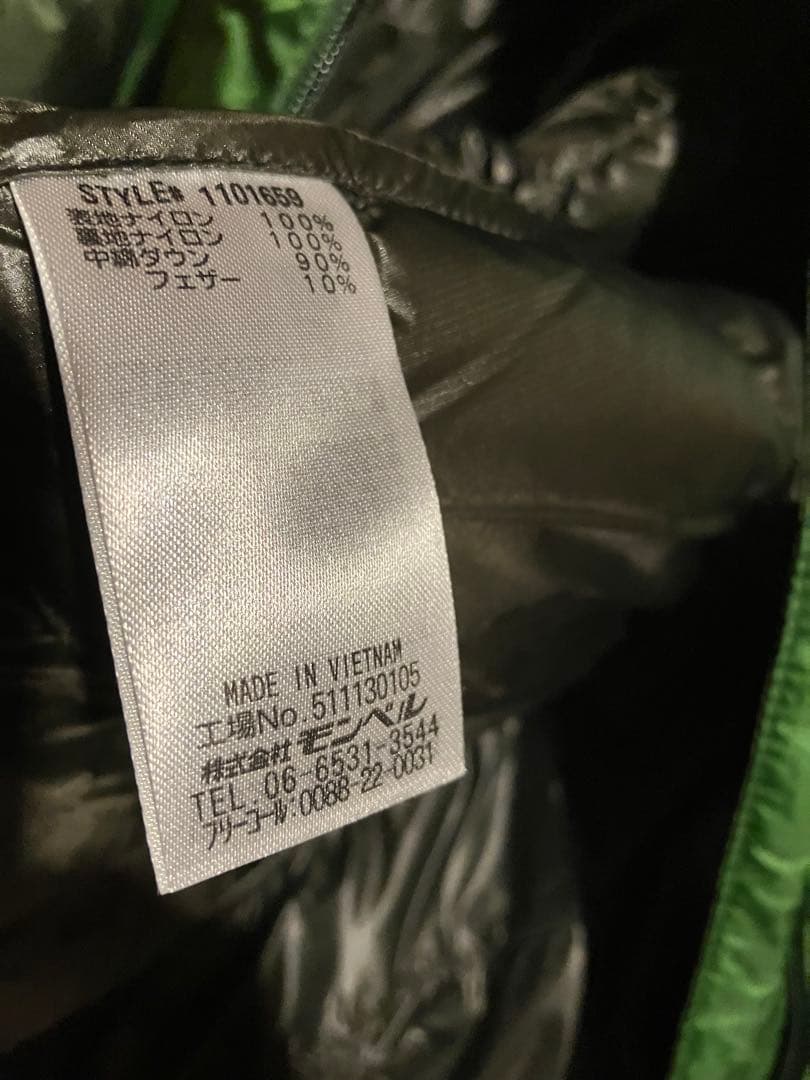 STYLE# 1101659
表地ナイロン 100%
裏地ナイロン 100%
中綿ダウン 90%
フェザー 10%
MADE IN VIETNAM
工場No.511130105
株式会社 モンベル
TEL.06-6531-3544
フリーコール:0088-22-0031